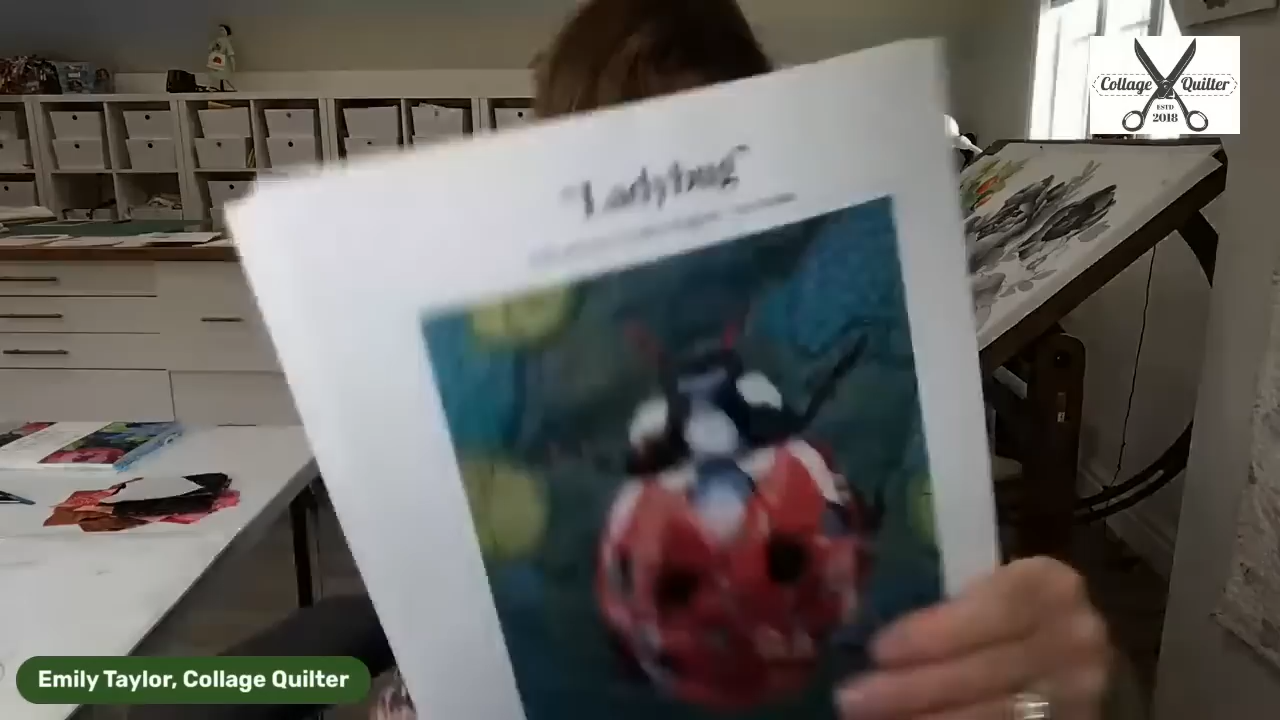 "Ladybug"
Collage Quilter
ESTD
2018
Emily Taylor, Collage Quilter